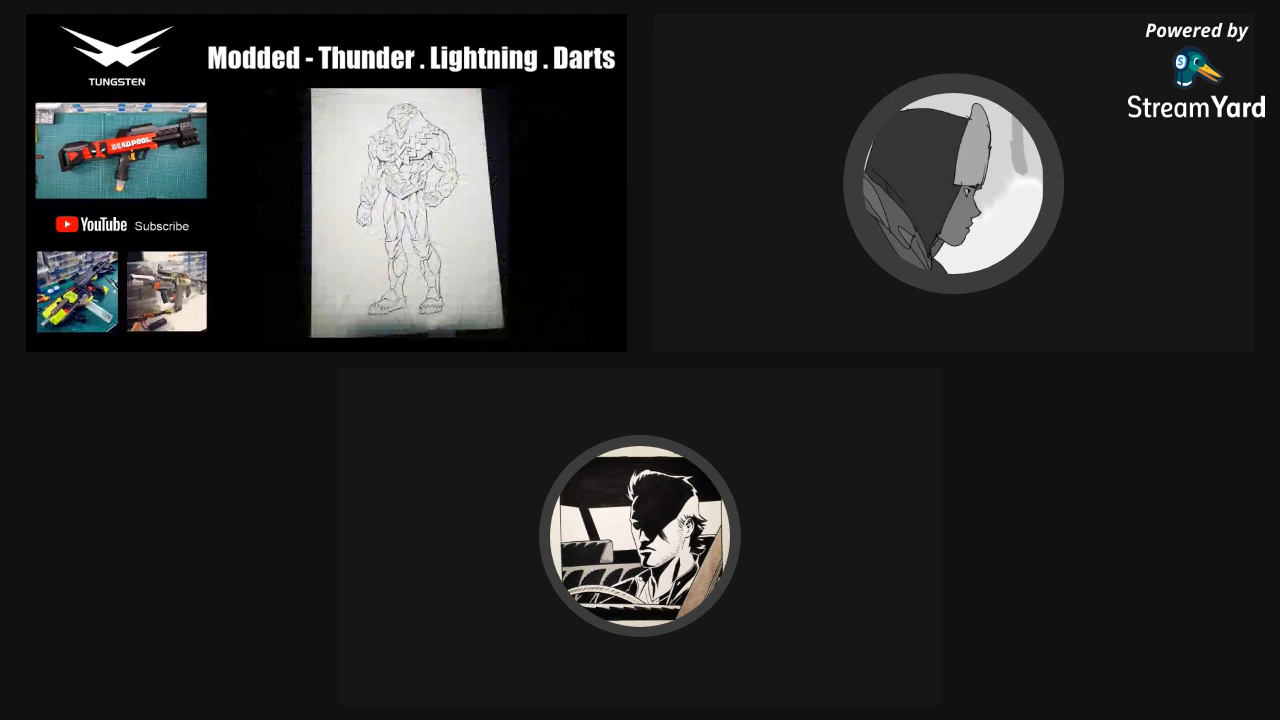 Modded - Thunder . Lightning . Darts
TUNGSTEN
DEADPOOL
YouTube Subscribe
Powered by
StreamYard